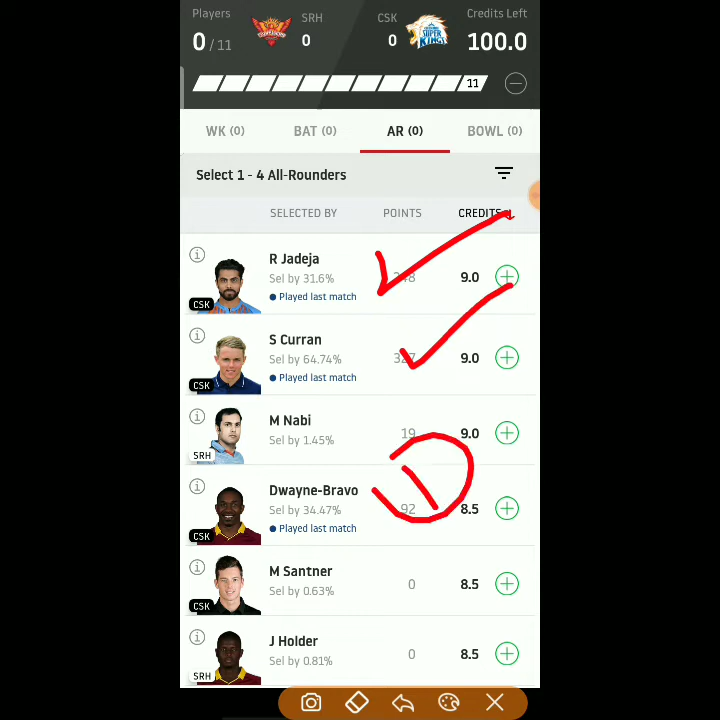 Players SRH CSK Credits Left
0 / 11 0 0 100.0
11
WK (0) BAT (0) AR (0) BOWL (0)
Select 1 - 4 All-Rounders
SELECTED BY POINTS CREDITS
R Jadeja
Sel by 31.6% 9.0
Played last match
CSK
S Curran
Sel by 64.74% 9.0
Played last match
CSK
M Nabi
Sel by 1.45% 19 9.0
SRH
Dwayne-Bravo
Sel by 34.47% 92 8.5
Played last match
CSK
M Santner
Sel by 0.63% 0 8.5
CSK
J Holder
Sel by 0.81% 0 8.5
SRH